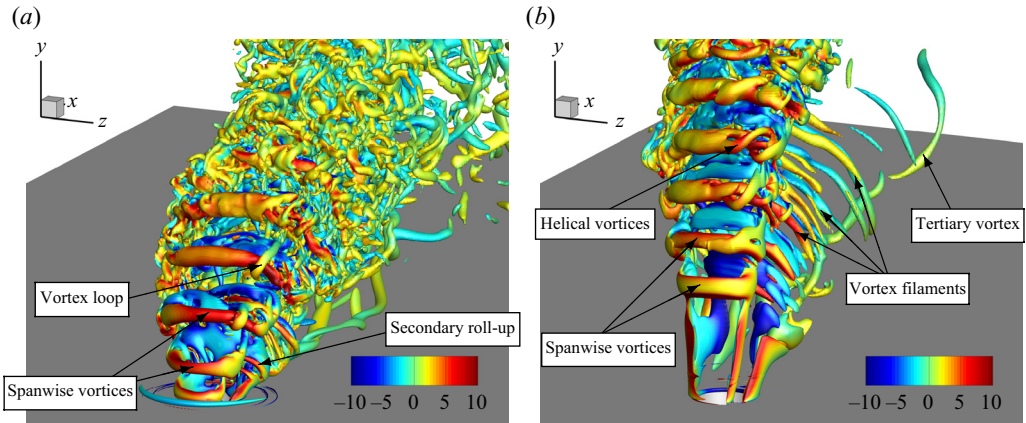 (a)
y
x
z
Vortex loop
Secondary roll-up
Spanwise vortices
–10 –5 0 5 10
(b)
y
x
z
Helical vortices
Tertiary vortex
Vortex filaments
Spanwise vortices
–10 –5 0 5 10